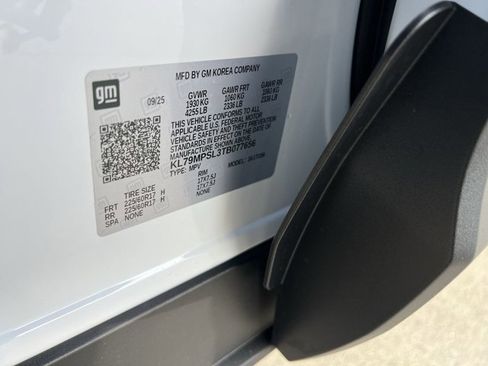 MFD BY GM KOREA COMPANY
gm
09/25
GVWR GAWR FRT GAWR RR
1930 KG 1060 KG 1060 KG
4255 LB 2336 LB 2336 LB
THIS VEHICLE CONFORMS TO ALL
APPLICABLE U.S. FEDERAL MOTOR
VEHICLE SAFETY, BUMPER, AND THEFT PREVENTION
STANDARDS IN EFFECT ON THE DATE OF
MANUFACTURE SHOWN ABOVE.
KL79MPSL3TB077656
TYPE: MPV MODEL:
TIRE SIZE RIM
FRT 225/60R17 H 17X7.5J
RR 225/60R17 H 17X7.5J
SPA NONE NONE